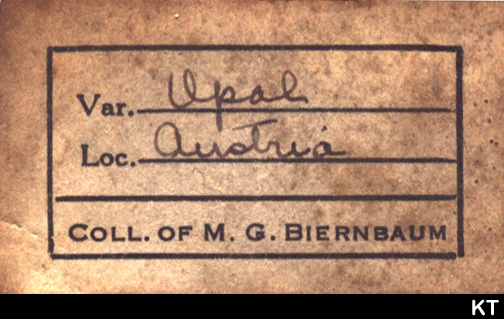 Var. Opal
Loc. Austria
COLL. OF M. G. BIERNBAUM
KT